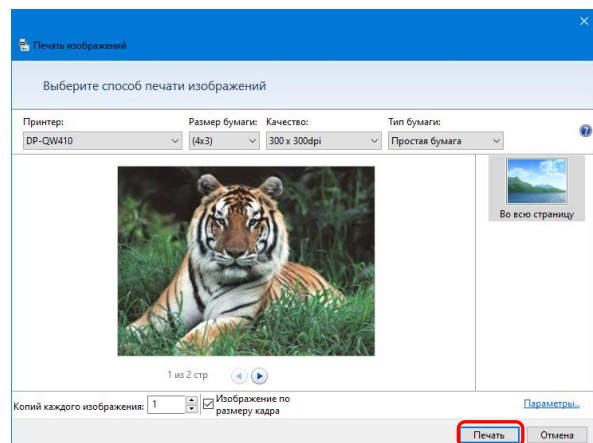 Печать изображений
Выберите способ печати изображений
Принтер: Размер бумаги: Качество: Тип бумаги:
DP-QW410 (4x3) 300 x 300dpi Простая бумага
Во всю страницу
1 из 2 стр
Копий каждого изображения: 1 Изображение по
размеру кадра
Параметры..
Печать Отмена